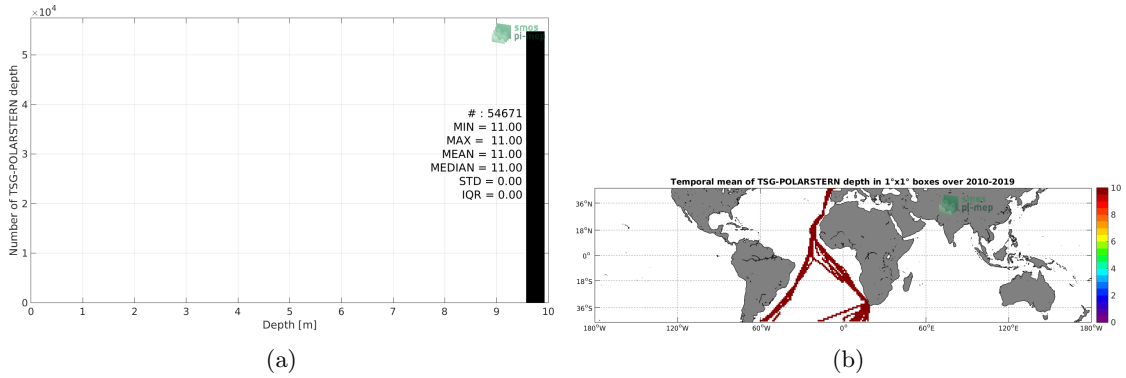 ×10⁴
smos
pi-mep
5
4
3
2
1
0
Number of TSG-POLARSTERN depth
# : 54671
MIN = 11.00
MAX = 11.00
MEAN = 11.00
MEDIAN = 11.00
STD = 0.00
IQR = 0.00
0 1 2 3 4 5 6 7 8 9 10
Depth [m]
(a)
Temporal mean of TSG-POLARSTERN depth in 1°x1° boxes over 2010-2019
smos
pi-mep
36°N
18°N
0°
18°S
36°S
180°W 120°W 60°W 0° 60°E 120°E 180°W
10
8
6
4
2
0
(b)